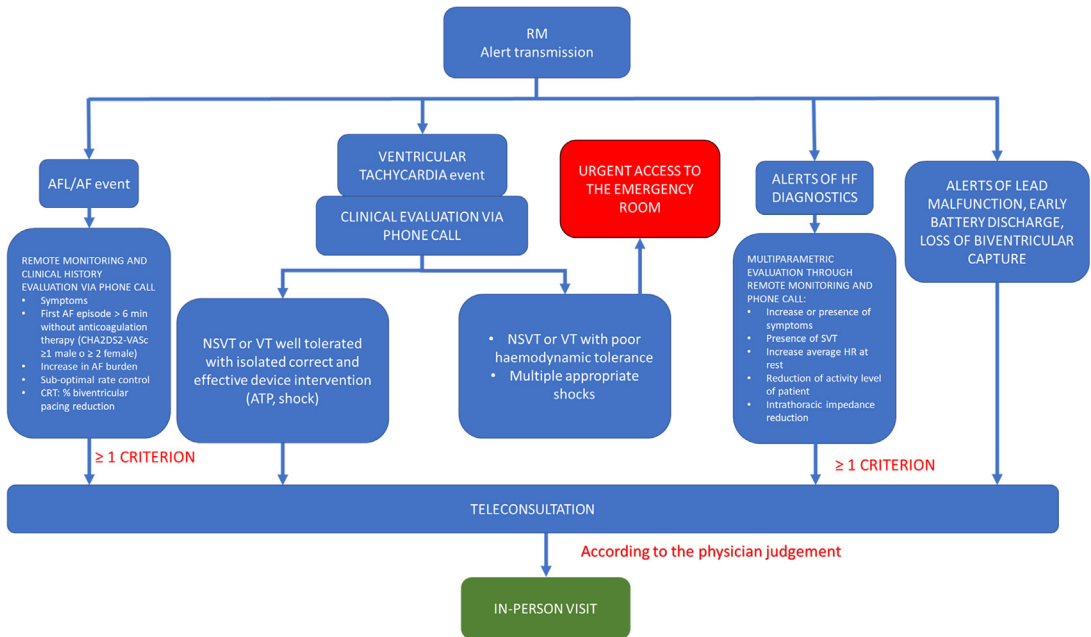 RM
Alert transmission
AFL/AF event
VENTRICULAR
TACHYCARDIA event
CLINICAL EVALUATION VIA
PHONE CALL
URGENT ACCESS TO
THE EMERGENCY
ROOM
ALERTS OF HF
DIAGNOSTICS
ALERTS OF LEAD
MALFUNCTION, EARLY
BATTERY DISCHARGE,
LOSS OF BIVENTRICULAR
CAPTURE
REMOTE MONITORING AND
CLINICAL HISTORY
EVALUATION VIA PHONE CALL
• Symptoms
• First AF episode > 6 min
without anticoagulation
therapy (CHA2DS2-VASc
≥1 male o ≥ 2 female)
• Increase in AF burden
• Sub-optimal rate control
• CRT: % biventricular
pacing reduction
NSVT or VT well tolerated
with isolated correct and
effective device intervention
(ATP, shock)
• NSVT or VT with poor
haemodynamic tolerance
• Multiple appropriate
shocks
MULTIPARAMETRIC
EVALUATION THROUGH
REMOTE MONITORING AND
PHONE CALL:
• Increase or presence of
symptoms
• Presence of SVT
• Increase average HR at
rest
• Reduction of activity level
of patient
• Intrathoracic impedance
reduction
≥ 1 CRITERION
≥ 1 CRITERION
TELECONSULTATION
According to the physician judgement
IN-PERSON VISIT